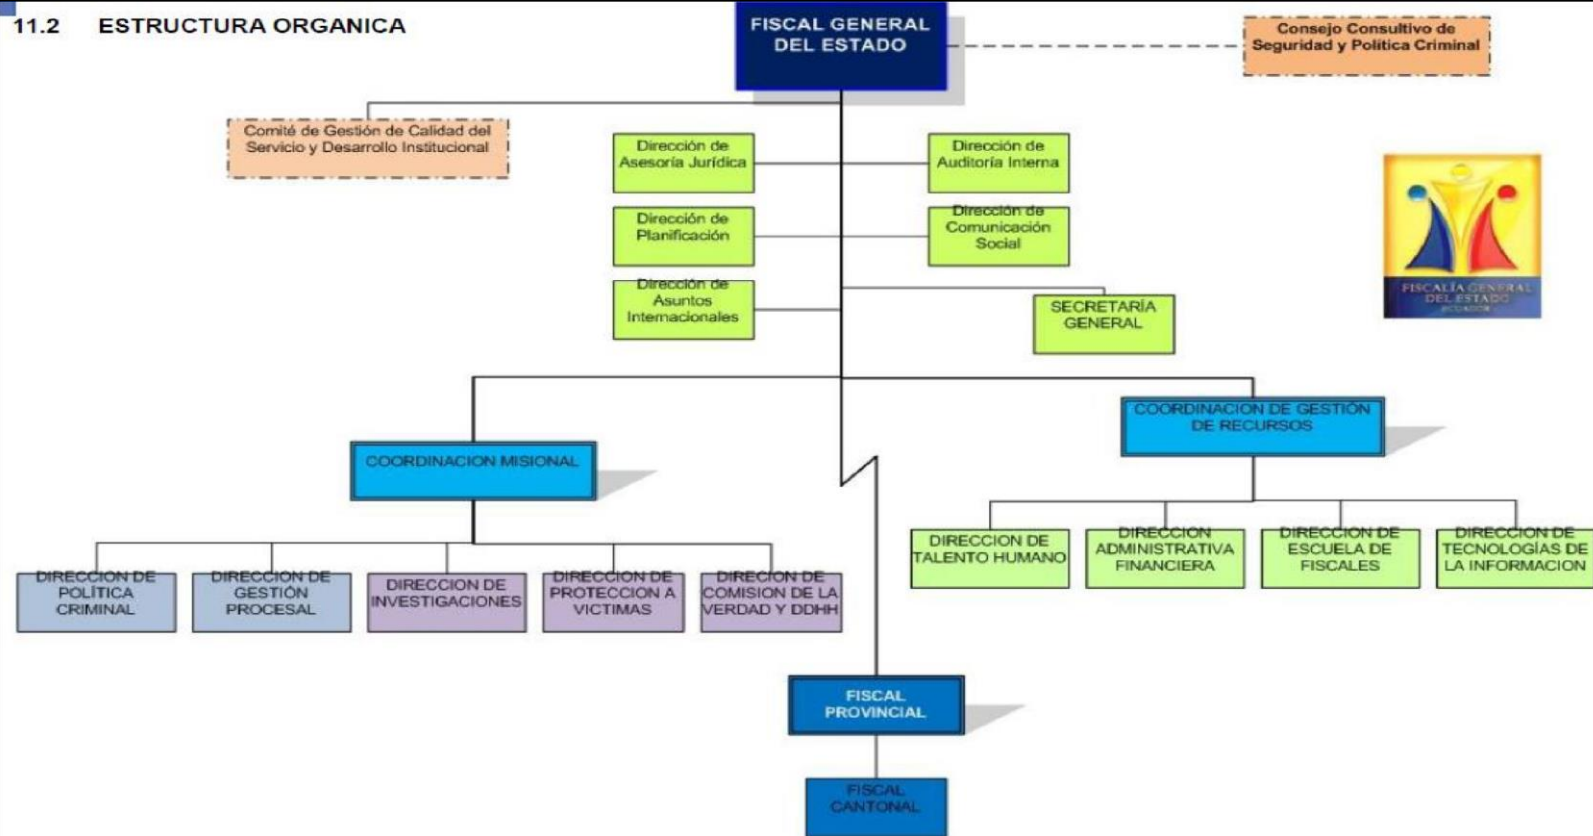 11.2 ESTRUCTURA ORGANICA
FISCAL GENERAL
DEL ESTADO
Consejo Consultivo de
Seguridad y Política Criminal
Comité de Gestión de Calidad del
Servicio y Desarrollo Institucional
Dirección de
Asesoría Jurídica
Dirección de
Auditoría Interna
Dirección de
Planificación
Dirección de
Comunicación
Social
Dirección de
Asuntos
Internacionales
SECRETARÍA
GENERAL
FISCALÍA GENERAL
DEL ESTADO
ECUADOR
COORDINACION DE GESTIÓN
DE RECURSOS
COORDINACION MISIONAL
DIRECCION DE
TALENTO HUMANO
DIRECCION
ADMINISTRATIVA
FINANCIERA
DIRECCION DE
ESCUELA DE
FISCALES
DIRECCION DE
TECNOLOGÍAS DE
LA INFORMACION
DIRECCION DE
POLÍTICA
CRIMINAL
DIRECCION DE
GESTIÓN
PROCESAL
DIRECCION DE
INVESTIGACIONES
DIRECCION DE
PROTECCION A
VICTIMAS
DIRECION DE
COMISION DE LA
VERDAD Y DDHH
FISCAL
PROVINCIAL
FISCAL
CANTONAL